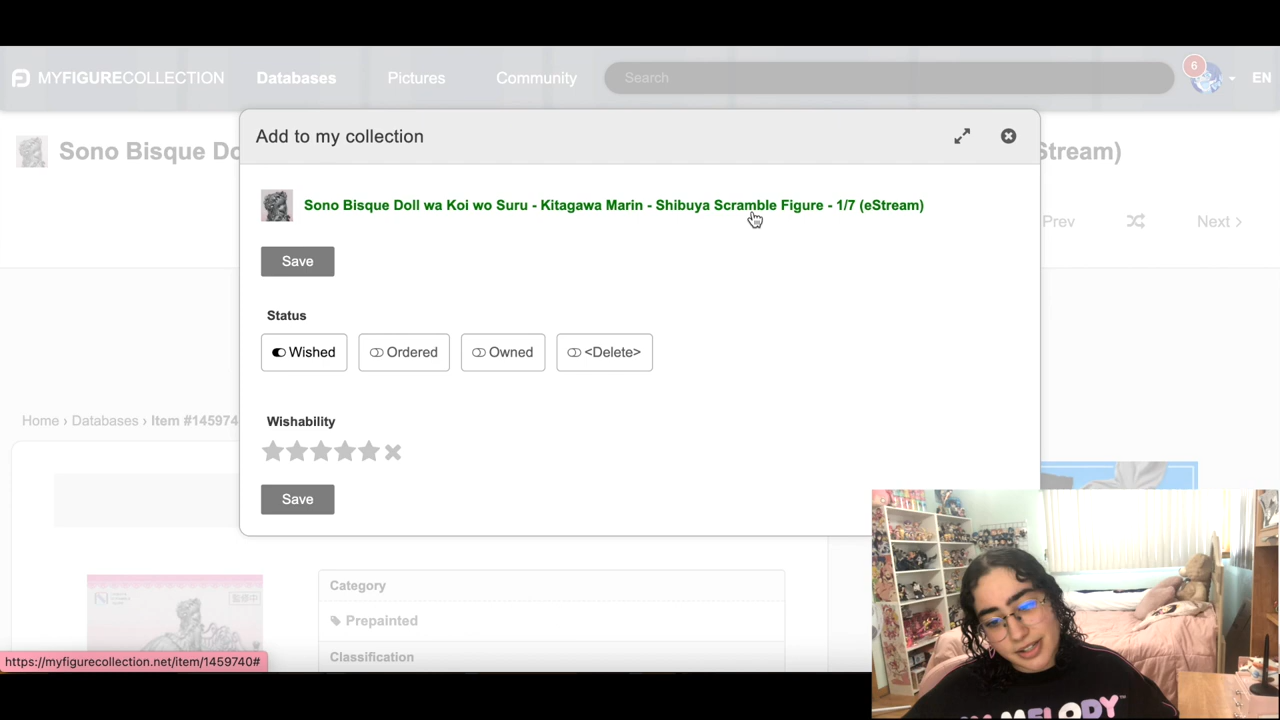 MYFIGURECOLLECTION Databases Pictures Community Search 6 EN
Sono Bisque Do Stream)
Add to my collection
Sono Bisque Doll wa Koi wo Suru - Kitagawa Marin - Shibuya Scramble Figure - 1/7 (eStream)
Prev Next ›
Save
Status
Wished Ordered Owned <Delete>
Home › Databases › Item #145974
Wishability
Save
Category
Prepainted
Classification
https://myfigurecollection.net/item/1459740#
MY MELODY